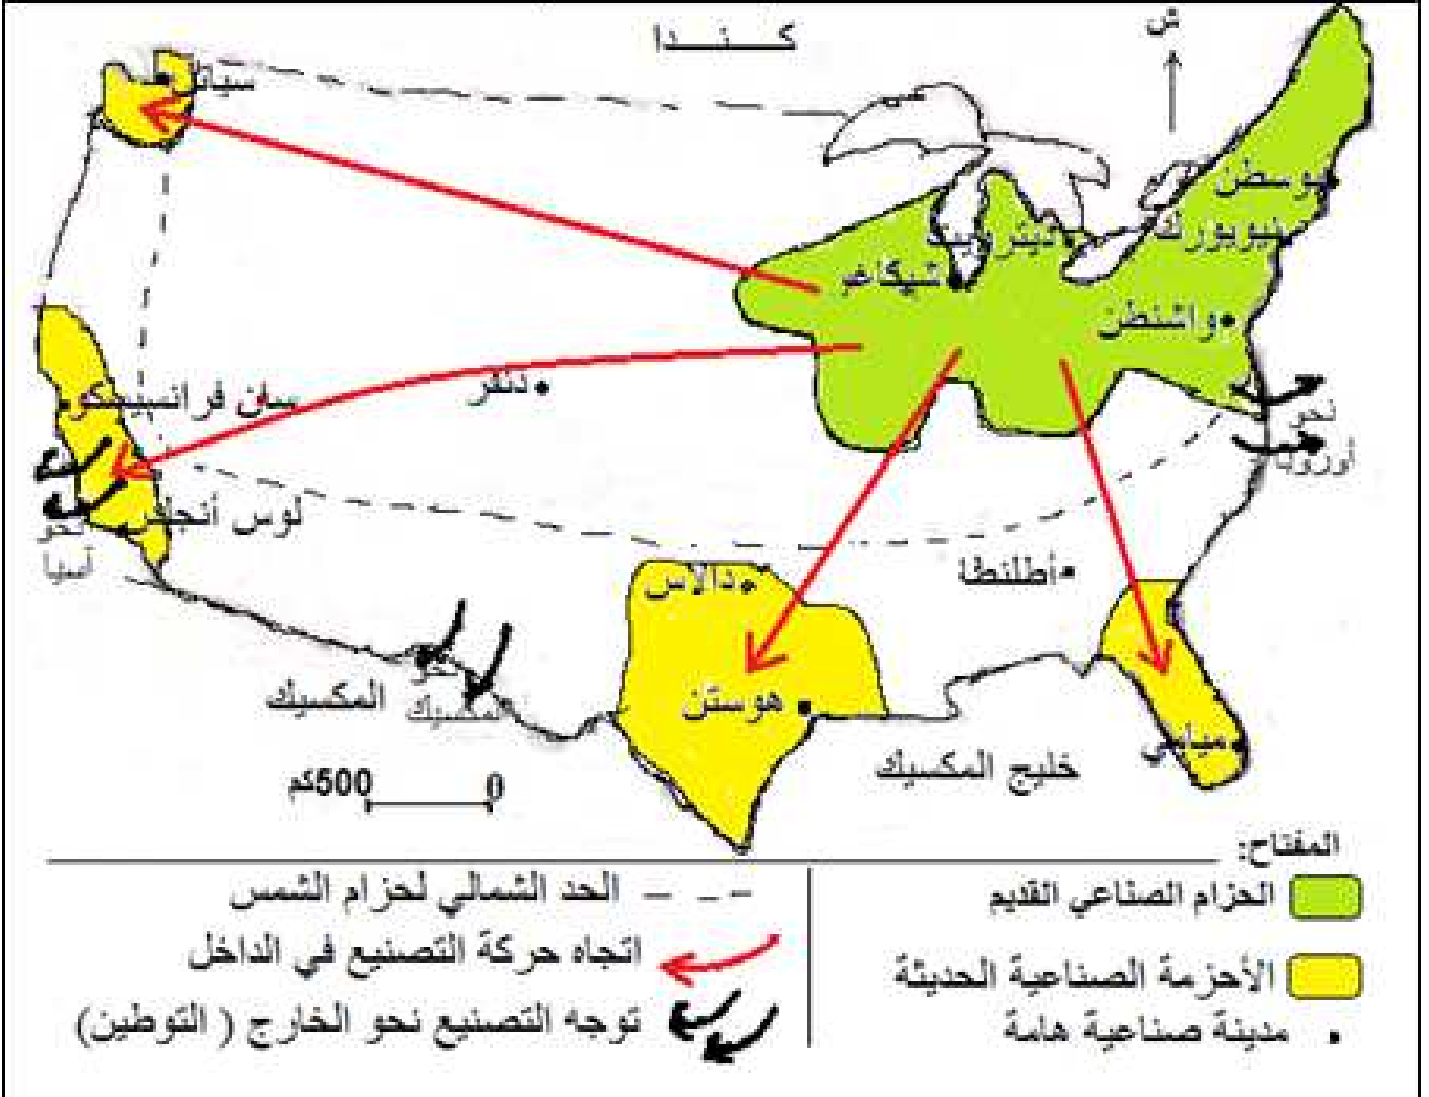 كـــنـــدا
ش
سياتل
بوسطن
نيويورك
ديترويت
شيكاغو
واشنطن
دنفر
سان فرانسيسكو
نحو
أوروبا
لوس أنجلس
نحو
آسيا
أطلنطا
دالاس
نحو
المكسيك
المكسيك
هوستن
ميامي
خليج المكسيك
500كم 0
المفتاح:
الحزام الصناعي القديم
الأحزمة الصناعية الحديثة
مدينة صناعية هامة
الحد الشمالي لحزام الشمس
اتجاه حركة التصنيع في الداخل
توجه التصنيع نحو الخارج ( التوطين)